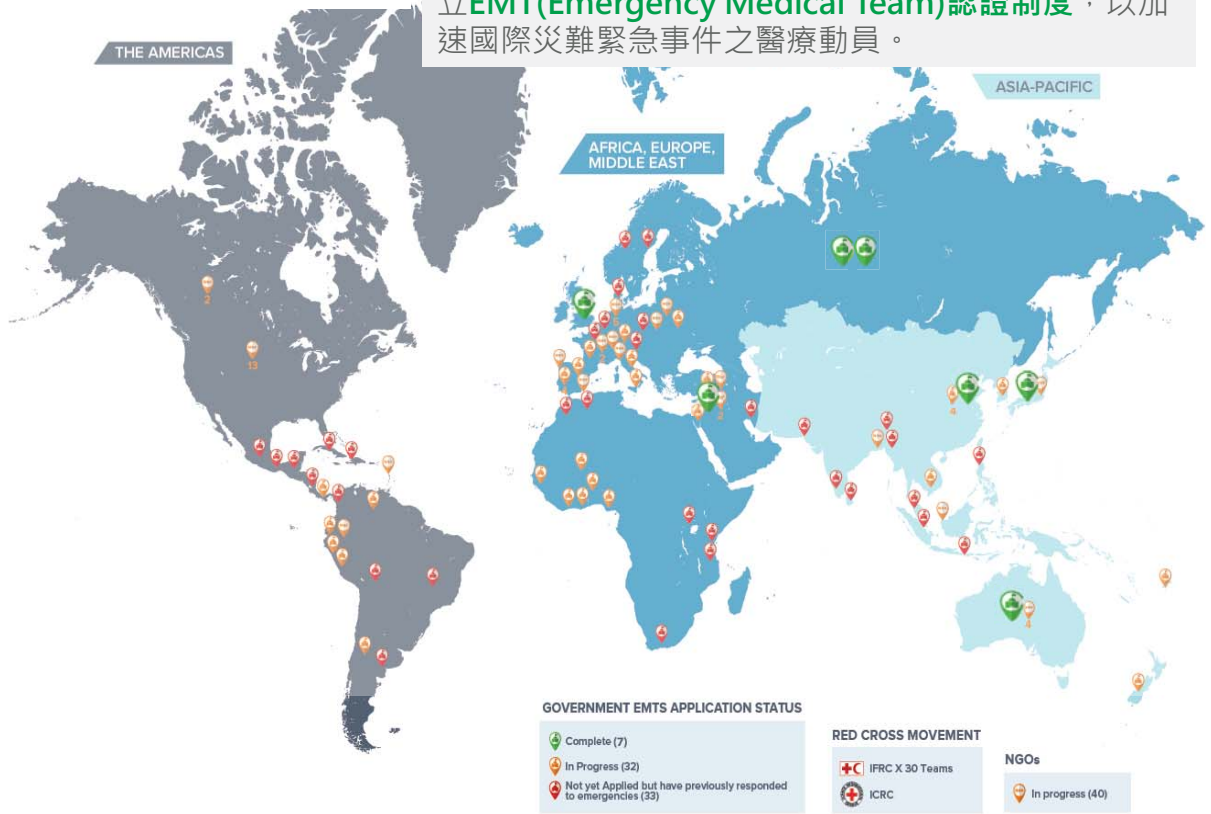 立EMT(Emergency Medical Team)認證制度，以加
速國際災難緊急事件之醫療動員。
THE AMERICAS
ASIA-PACIFIC
AFRICA, EUROPE,
MIDDLE EAST
2
13
2
2
4
4
GOVERNMENT EMTS APPLICATION STATUS
Complete (7)
In Progress (32)
Not yet Applied but have previously responded
to emergencies (33)
RED CROSS MOVEMENT
IFRC X 30 Teams
ICRC
NGOs
In progress (40)